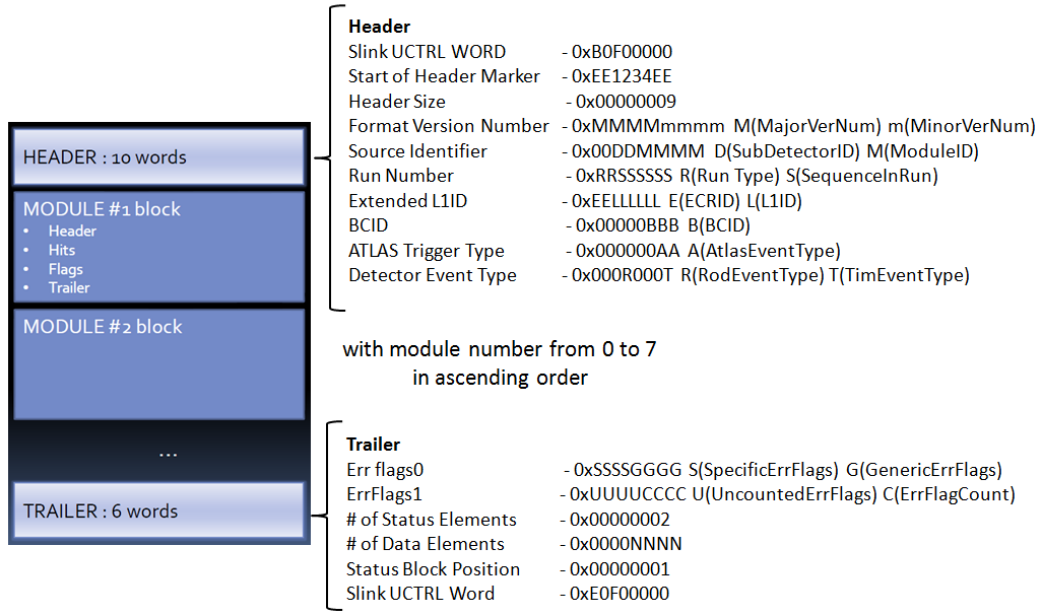 HEADER : 10 words
MODULE #1 block
• Header
• Hits
• Flags
• Trailer
MODULE #2 block
...
TRAILER : 6 words
Header
Slink UCTRL WORD - 0xB0F00000
Start of Header Marker - 0xEE1234EE
Header Size - 0x00000009
Format Version Number - 0xMMMMmmmm M(MajorVerNum) m(MinorVerNum)
Source Identifier - 0x00DDMMMM D(SubDetectorID) M(ModuleID)
Run Number - 0xRRSSSSSS R(Run Type) S(SequenceInRun)
Extended L1ID - 0xEELLLLLL E(ECRID) L(L1ID)
BCID - 0x00000BBB B(BCID)
ATLAS Trigger Type - 0x000000AA A(AtlasEventType)
Detector Event Type - 0x000R000T R(RodEventType) T(TimEventType)
with module number from 0 to 7
in ascending order
Trailer
Err flags0 - 0xSSSSGGGG S(SpecificErrFlags) G(GenericErrFlags)
ErrFlags1 - 0xUUUUCCCC U(UncountedErrFlags) C(ErrFlagCount)
# of Status Elements - 0x00000002
# of Data Elements - 0x0000NNNN
Status Block Position - 0x00000001
Slink UCTRL Word - 0xE0F00000